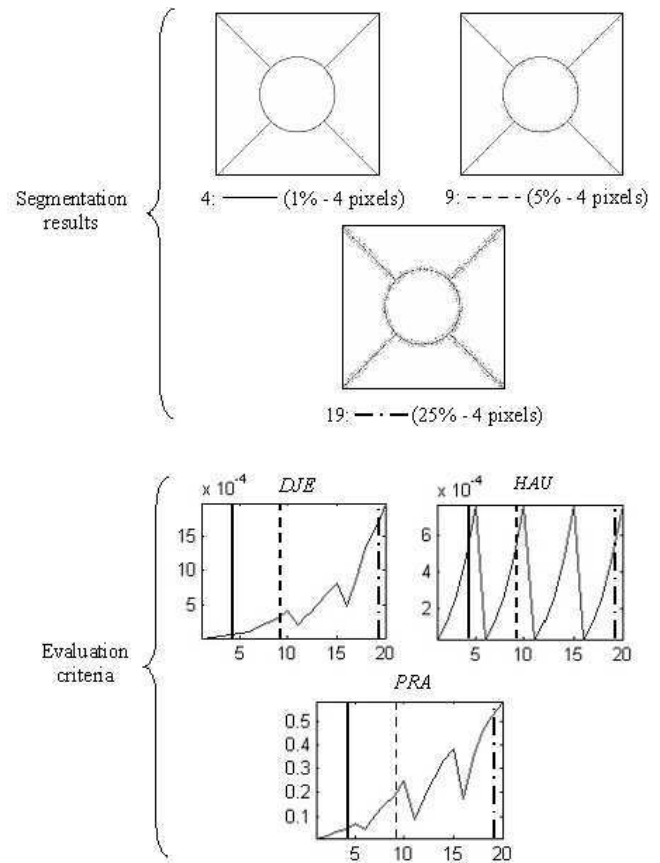 Segmentation
results
4: (1% - 4 pixels)
9: (5% - 4 pixels)
19: (25% - 4 pixels)
Evaluation
criteria
x 10⁻⁴
DJE
15
10
5
5 10 15 20
x 10⁻⁴
HAU
6
4
2
5 10 15 20
PRA
0.5
0.4
0.3
0.2
0.1
5 10 15 20